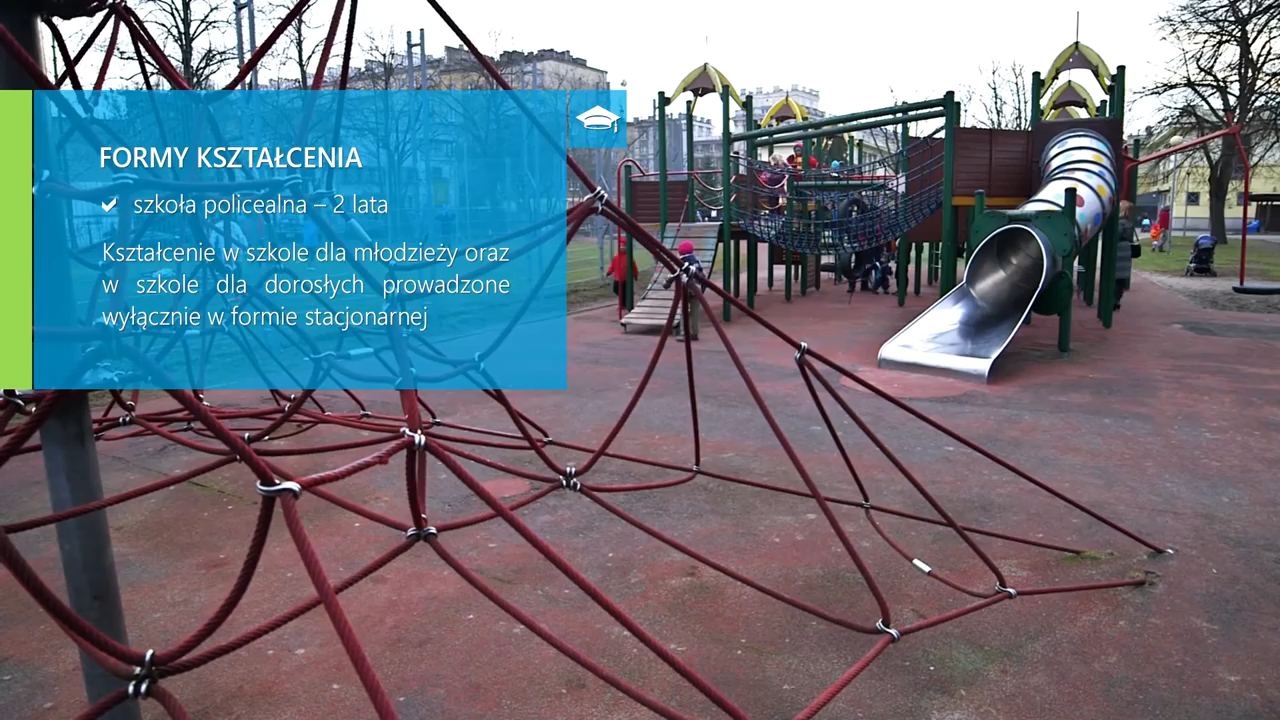 FORMY KSZTAŁCENIA
szkoła policealna – 2 lata
Kształcenie w szkole dla młodzieży oraz
w szkole dla dorosłych prowadzone
wyłącznie w formie stacjonarnej